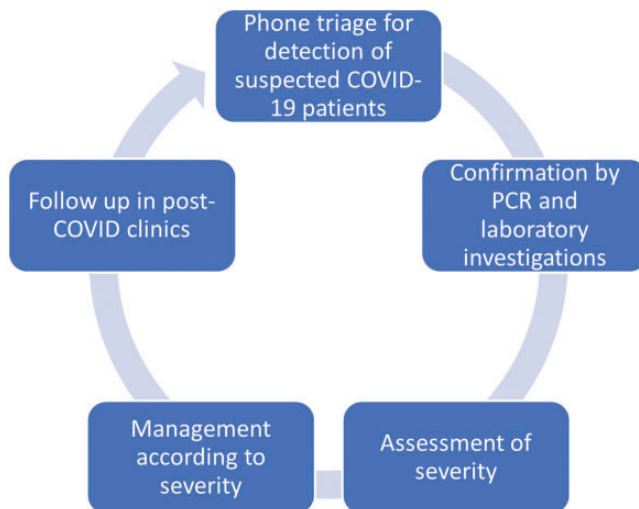 Phone triage for
detection of
suspected COVID-
19 patients
Confirmation by
PCR and
laboratory
investigations
Assessment of
severity
Management
according to
severity
Follow up in post-
COVID clinics